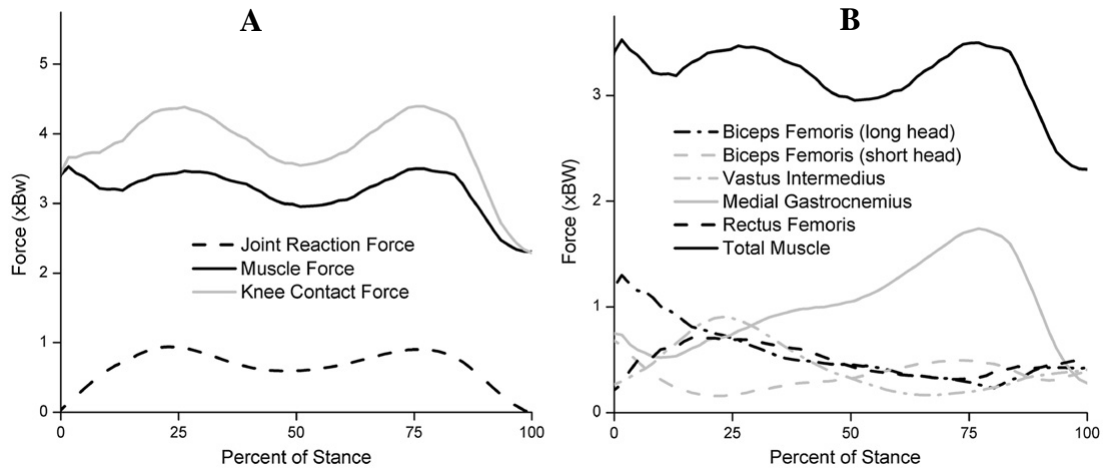 A
Force (xBw)
5
4
3
2
1
0
Joint Reaction Force
Muscle Force
Knee Contact Force
0 25 50 75 100
Percent of Stance
B
Force (xBW)
3
2
1
0
Biceps Femoris (long head)
Biceps Femoris (short head)
Vastus Intermedius
Medial Gastrocnemius
Rectus Femoris
Total Muscle
0 25 50 75 100
Percent of Stance